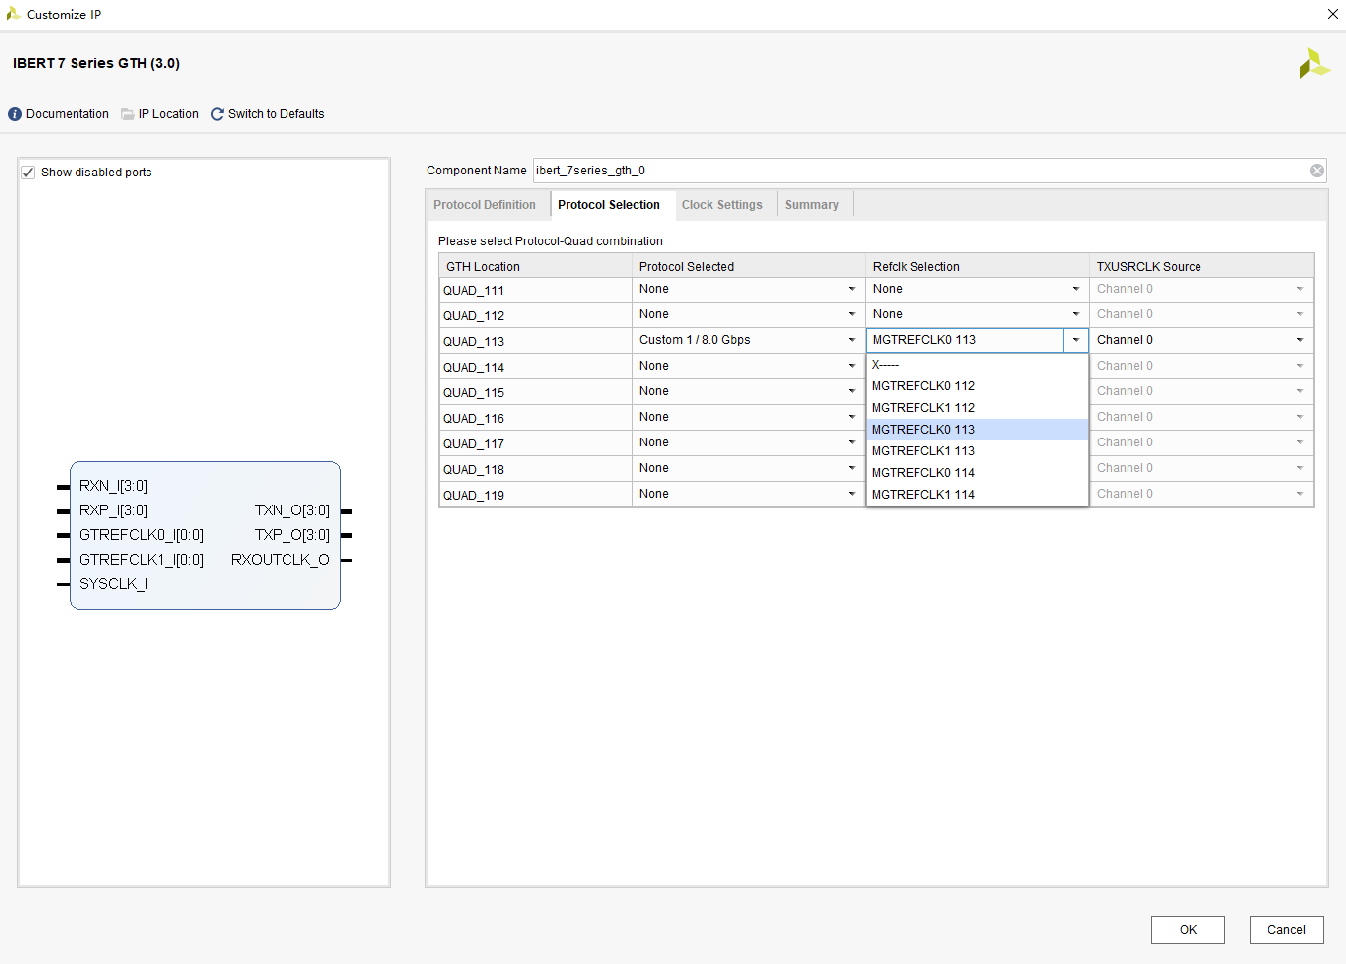 Customize IP
IBERT 7 Series GTH (3.0)
Documentation IP Location Switch to Defaults
Show disabled ports
RXN_I[3:0]
RXP_I[3:0] TXN_O[3:0]
GTREFCLK0_I[0:0] TXP_O[3:0]
GTREFCLK1_I[0:0] RXOUTCLK_O
SYSCLK_I
Component Name ibert_7series_gth_0
Protocol Definition Protocol Selection Clock Settings Summary
Please select Protocol-Quad combination
GTH Location Protocol Selected Refclk Selection TXUSRCLK Source
QUAD_111 None None Channel 0
QUAD_112 None None Channel 0
QUAD_113 Custom 1 / 8.0 Gbps MGTREFCLK0 113 Channel 0
QUAD_114 None Channel 0
QUAD_115 None Channel 0
QUAD_116 None Channel 0
QUAD_117 None Channel 0
QUAD_118 None Channel 0
QUAD_119 None Channel 0
X-----
MGTREFCLK0 112
MGTREFCLK1 112
MGTREFCLK0 113
MGTREFCLK1 113
MGTREFCLK0 114
MGTREFCLK1 114
OK Cancel